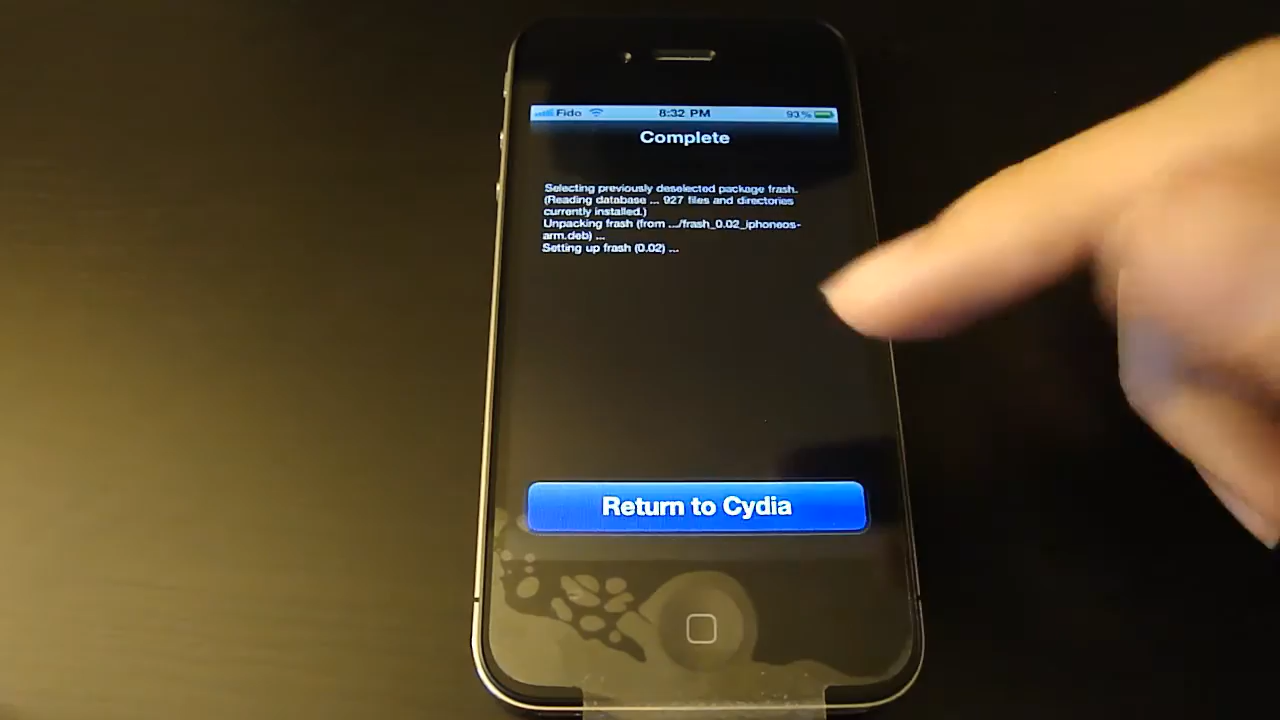 Fido 8:32 PM 93%
Complete
Selecting previously deselected package frash.
(Reading database ... 927 files and directories
currently installed.)
Unpacking frash (from .../frash_0.02_iphoneos-
arm.deb) ...
Setting up frash (0.02) ...
Return to Cydia